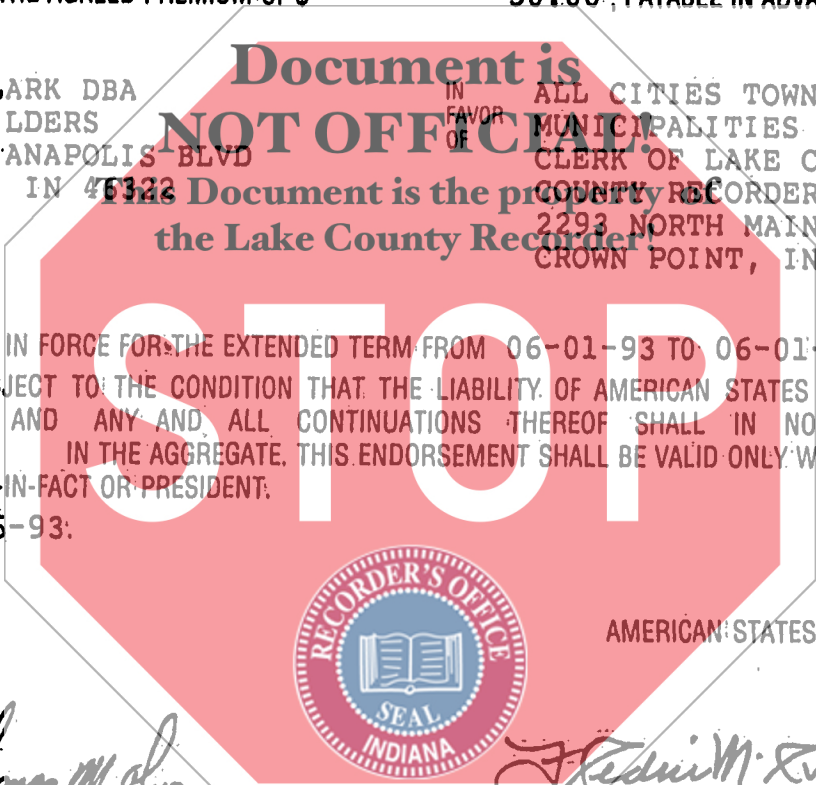 Document is
NOT OFFICIAL!
This Document is the property of
the Lake County Recorder!
STOP
RECORDER'S OFFICE
SEAL
INDIANA
ARK DBA
LDERS
ANAPOLIS BLVD
IN 46322
IN
FAVOR
OF
ALL CITIES TOWN
MUNICIPALITIES
CLERK OF LAKE C
COUNTY RECORDER
2293 NORTH MAIN
CROWN POINT, IN
IN FORCE FOR THE EXTENDED TERM FROM 06-01-93 TO 06-01-
JECT TO THE CONDITION THAT THE LIABILITY OF AMERICAN STATES
AND ANY AND ALL CONTINUATIONS THEREOF SHALL IN NO
IN THE AGGREGATE. THIS ENDORSEMENT SHALL BE VALID ONLY W
-IN-FACT OR PRESIDENT.
-93.
AMERICAN STATES